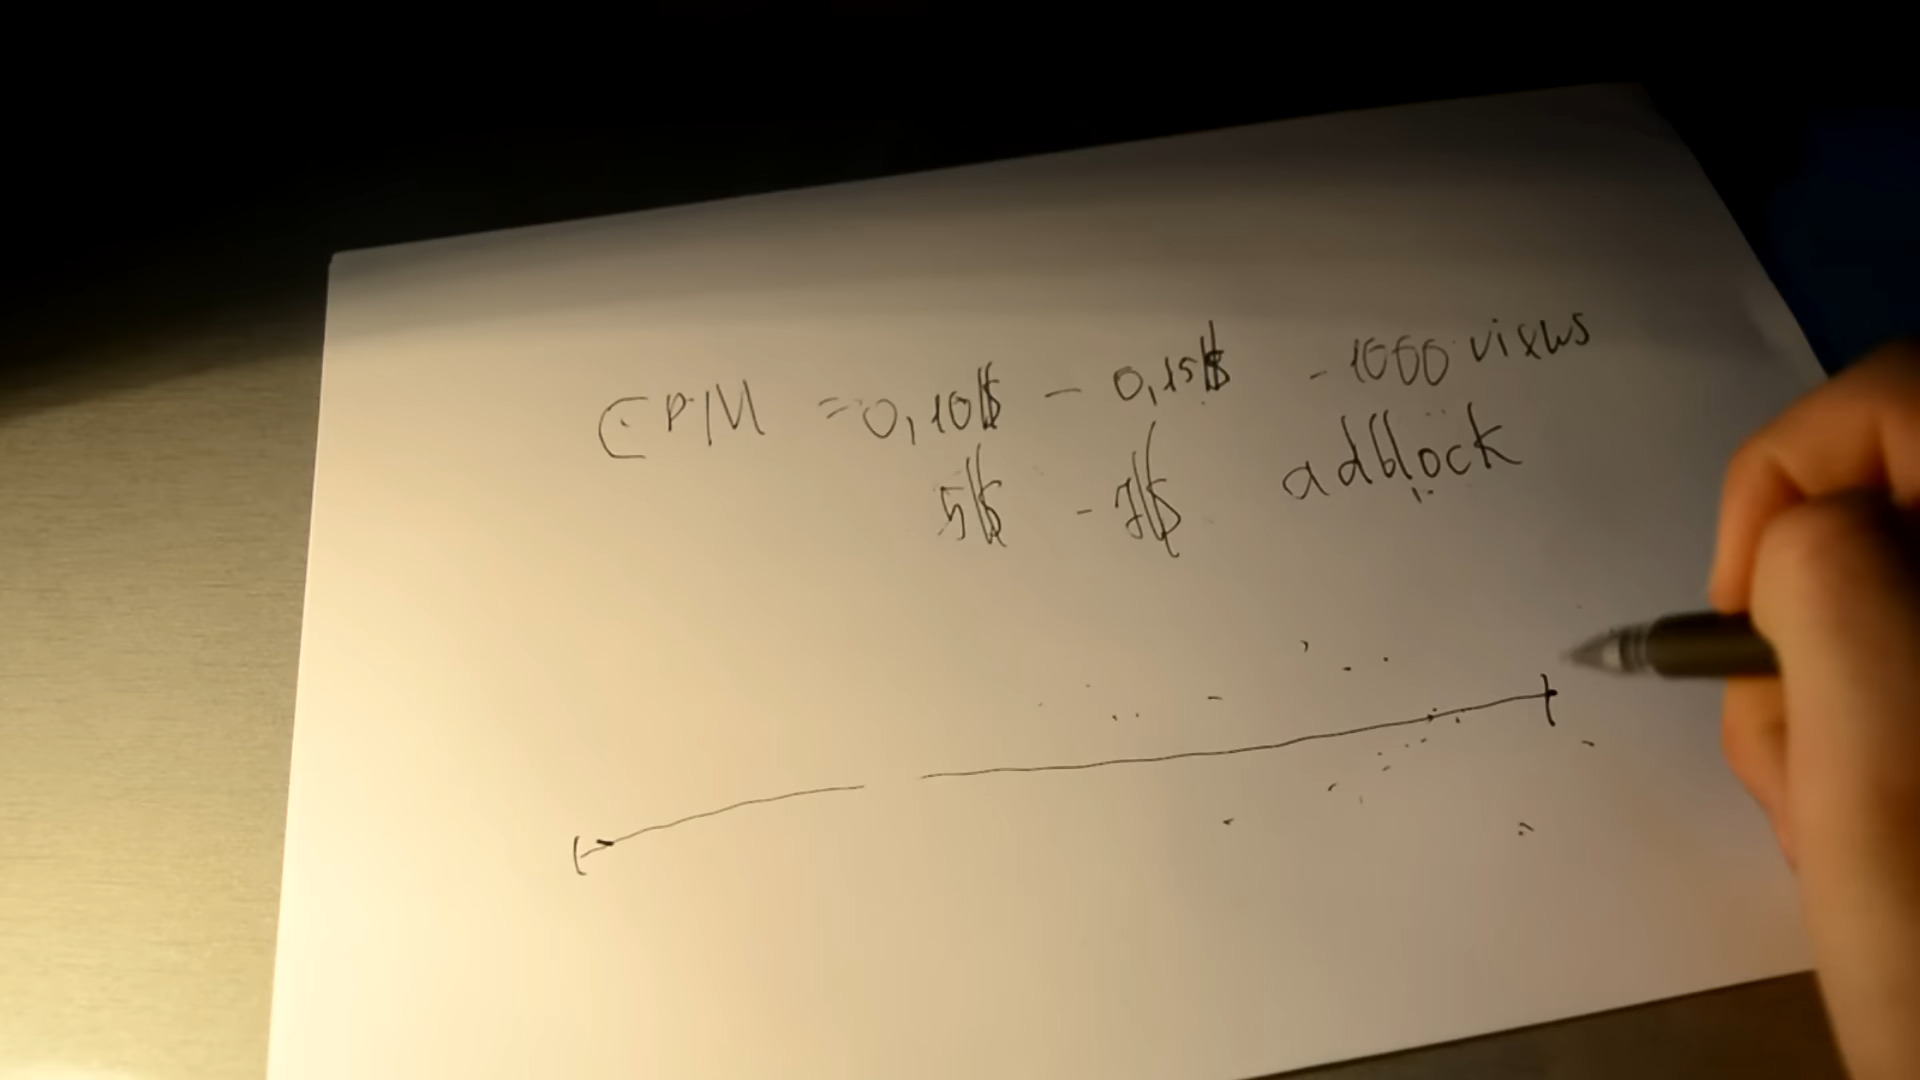 CPM = 0,10$ - 0,15$ - 1000 views
5$ - 7$ adblock